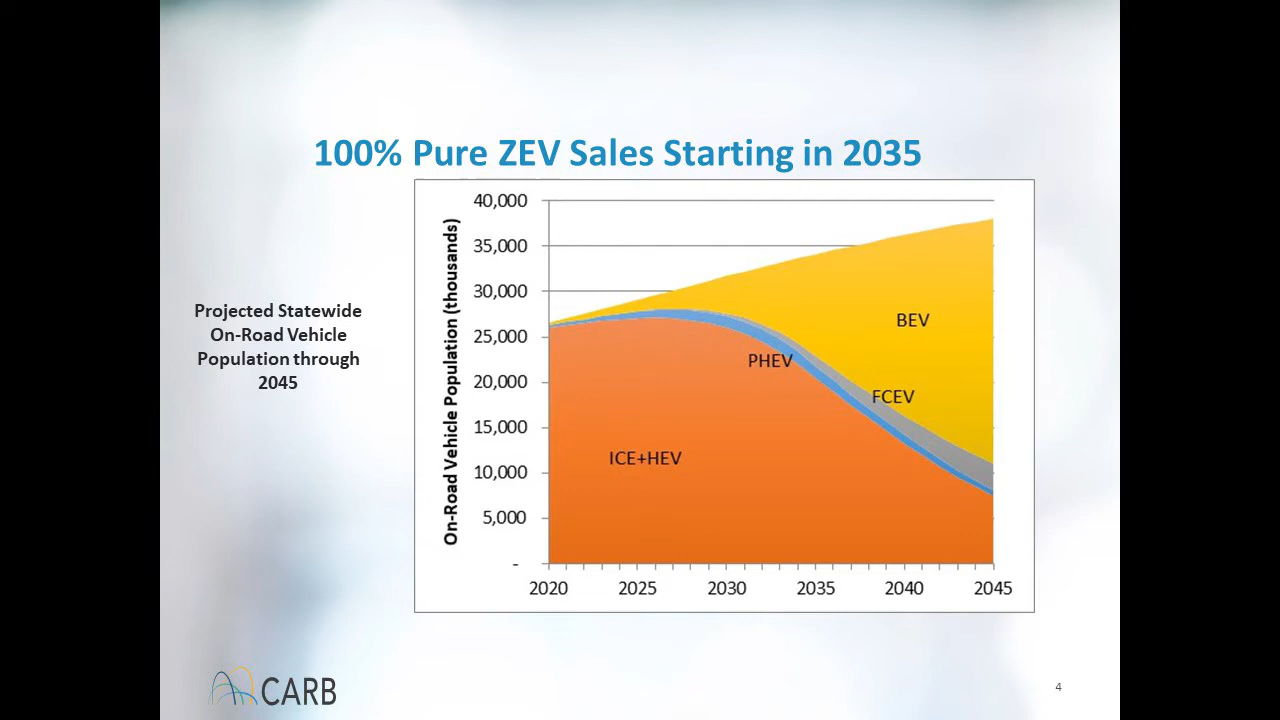 100% Pure ZEV Sales Starting in 2035
Projected Statewide
On-Road Vehicle
Population through
2045
On-Road Vehicle Population (thousands)
40,000
35,000
30,000
25,000
20,000
15,000
10,000
5,000
-
BEV
PHEV
FCEV
ICE+HEV
2020 2025 2030 2035 2040 2045
CARB
4